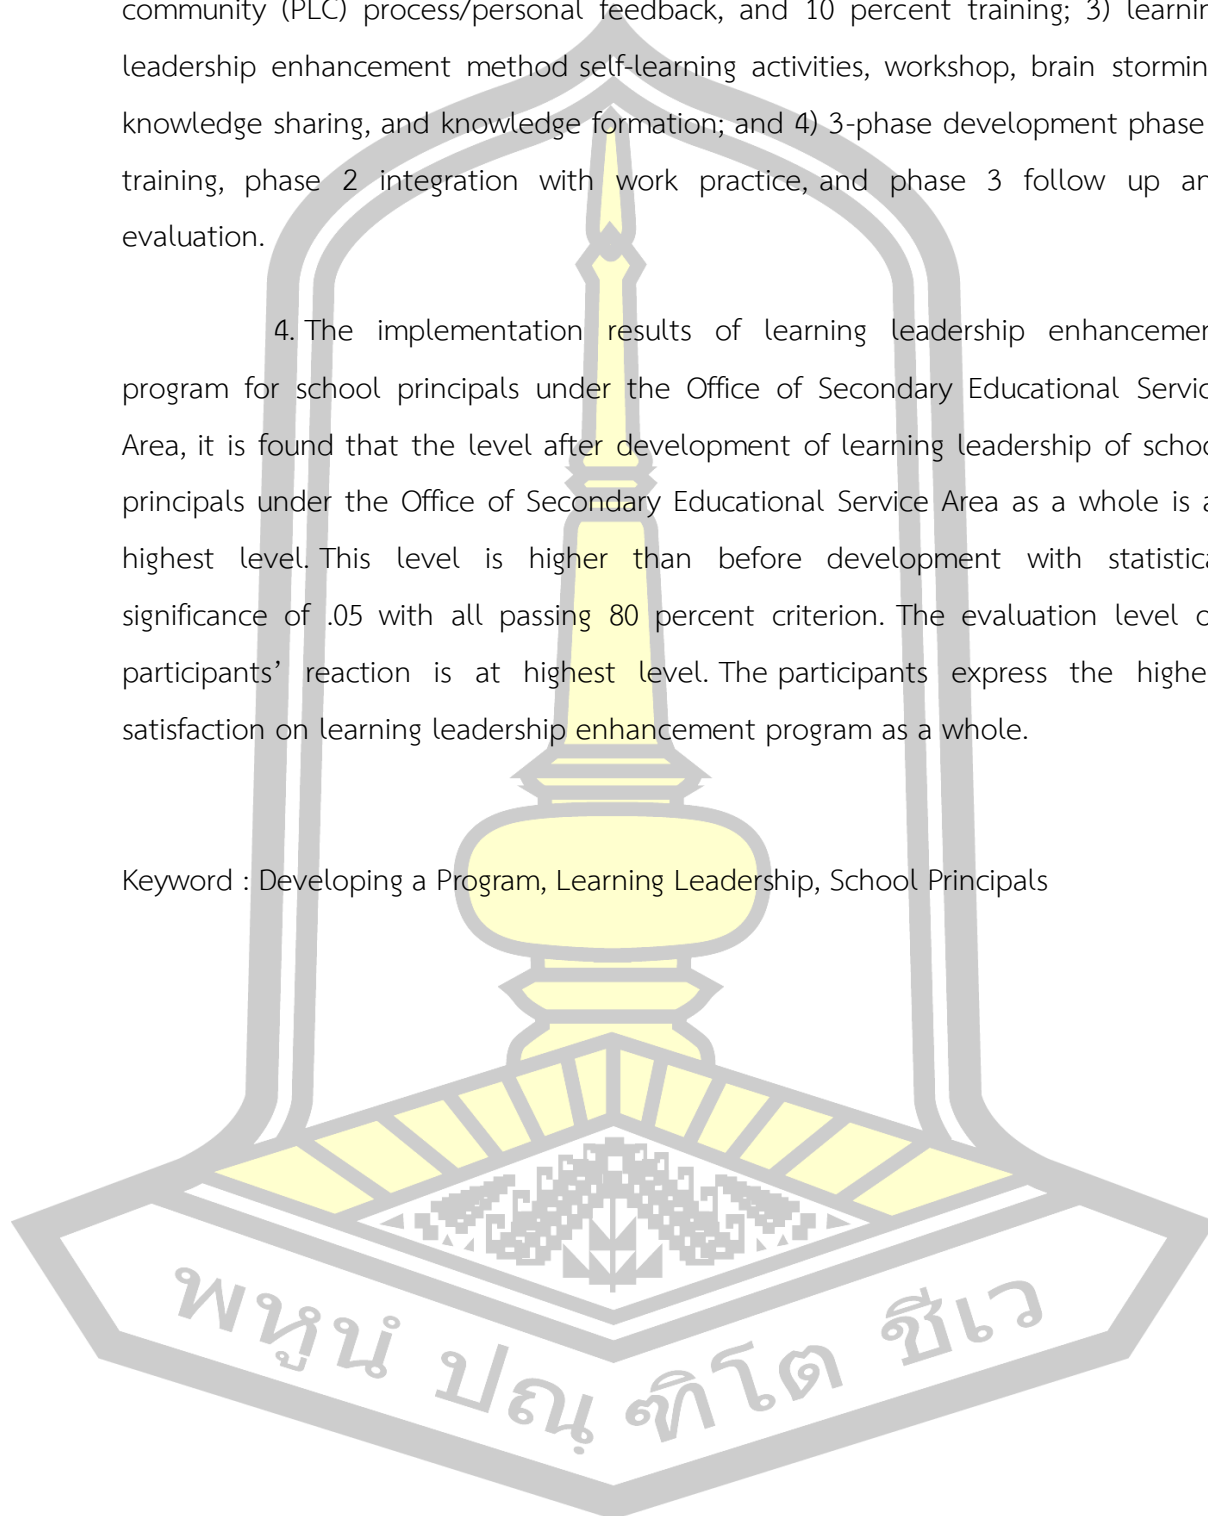 community (PLC) process/personal feedback, and 10 percent training; 3) learnin
leadership enhancement method self-learning activities, workshop, brain stormin
knowledge sharing, and knowledge formation; and 4) 3-phase development phase
training, phase 2 integration with work practice, and phase 3 follow up an
evaluation.
4. The implementation results of learning leadership enhancemen
program for school principals under the Office of Secondary Educational Servic
Area, it is found that the level after development of learning leadership of schoo
principals under the Office of Secondary Educational Service Area as a whole is a
highest level. This level is higher than before development with statistica
significance of .05 with all passing 80 percent criterion. The evaluation level o
participants’ reaction is at highest level. The participants express the highe
satisfaction on learning leadership enhancement program as a whole.
Keyword : Developing a Program, Learning Leadership, School Principals
พหูนํ ปณฺ ฑิโต ชีเว